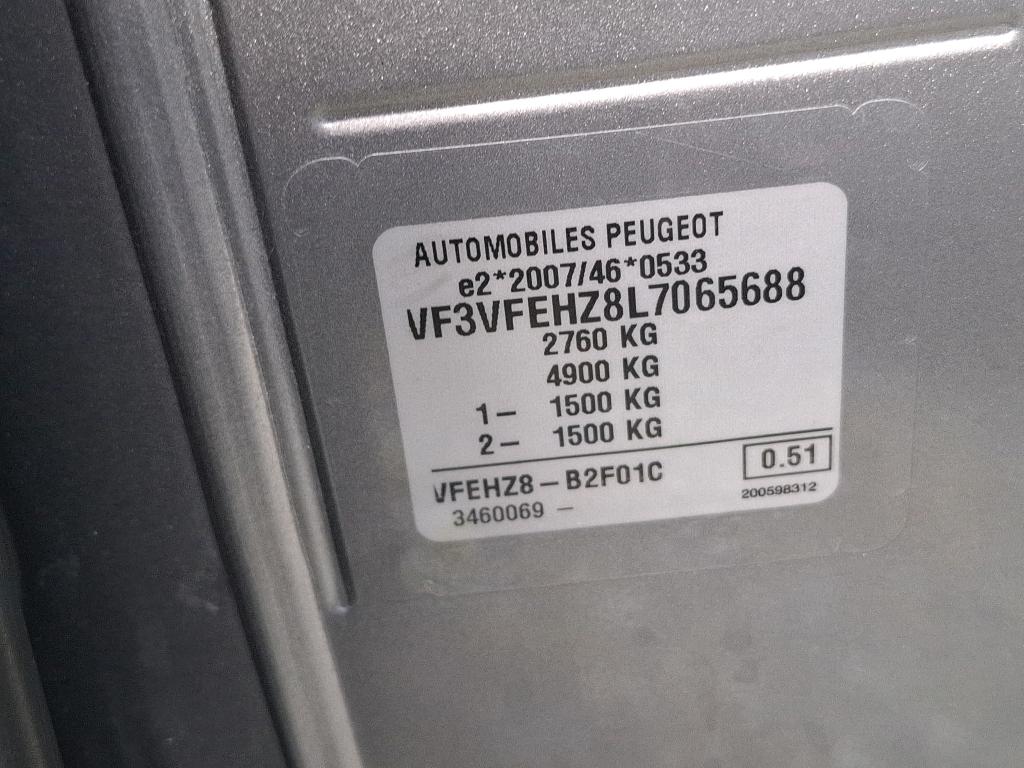 AUTOMOBILES PEUGEOT
e2*2007/46*0533
VF3VFEHZ8L7065688
2760 KG
4900 KG
1– 1500 KG
2– 1500 KG
VFEHZ8–B2F01C 0.51
3460069 – 200598312